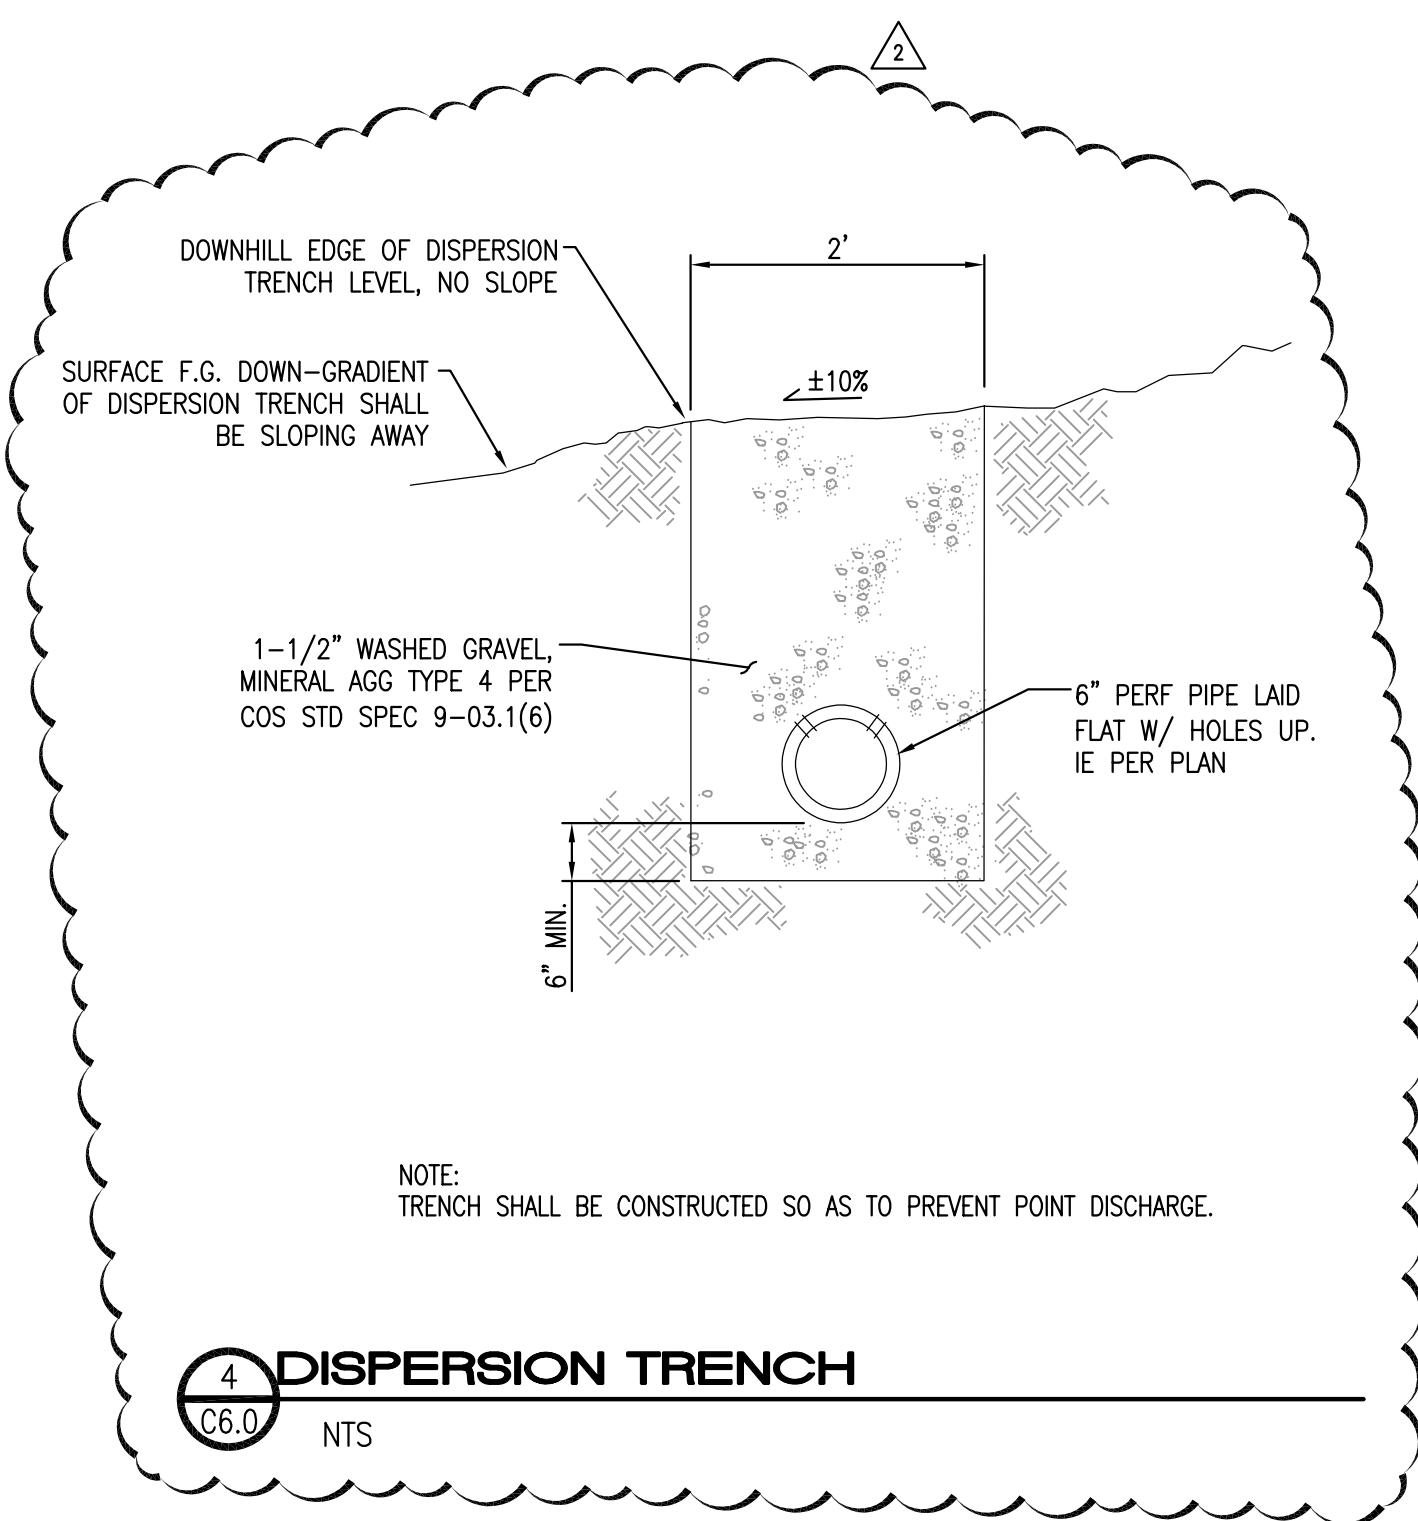 2
DOWNHILL EDGE OF DISPERSION
TRENCH LEVEL, NO SLOPE
2'
SURFACE F.G. DOWN-GRADIENT
OF DISPERSION TRENCH SHALL
BE SLOPING AWAY
±10%
1-1/2" WASHED GRAVEL,
MINERAL AGG TYPE 4 PER
COS STD SPEC 9-03.1(6)
6" PERF PIPE LAID
FLAT W/ HOLES UP.
IE PER PLAN
6" MIN.
NOTE:
TRENCH SHALL BE CONSTRUCTED SO AS TO PREVENT POINT DISCHARGE.
4
DISPERSION TRENCH
C6.0
NTS